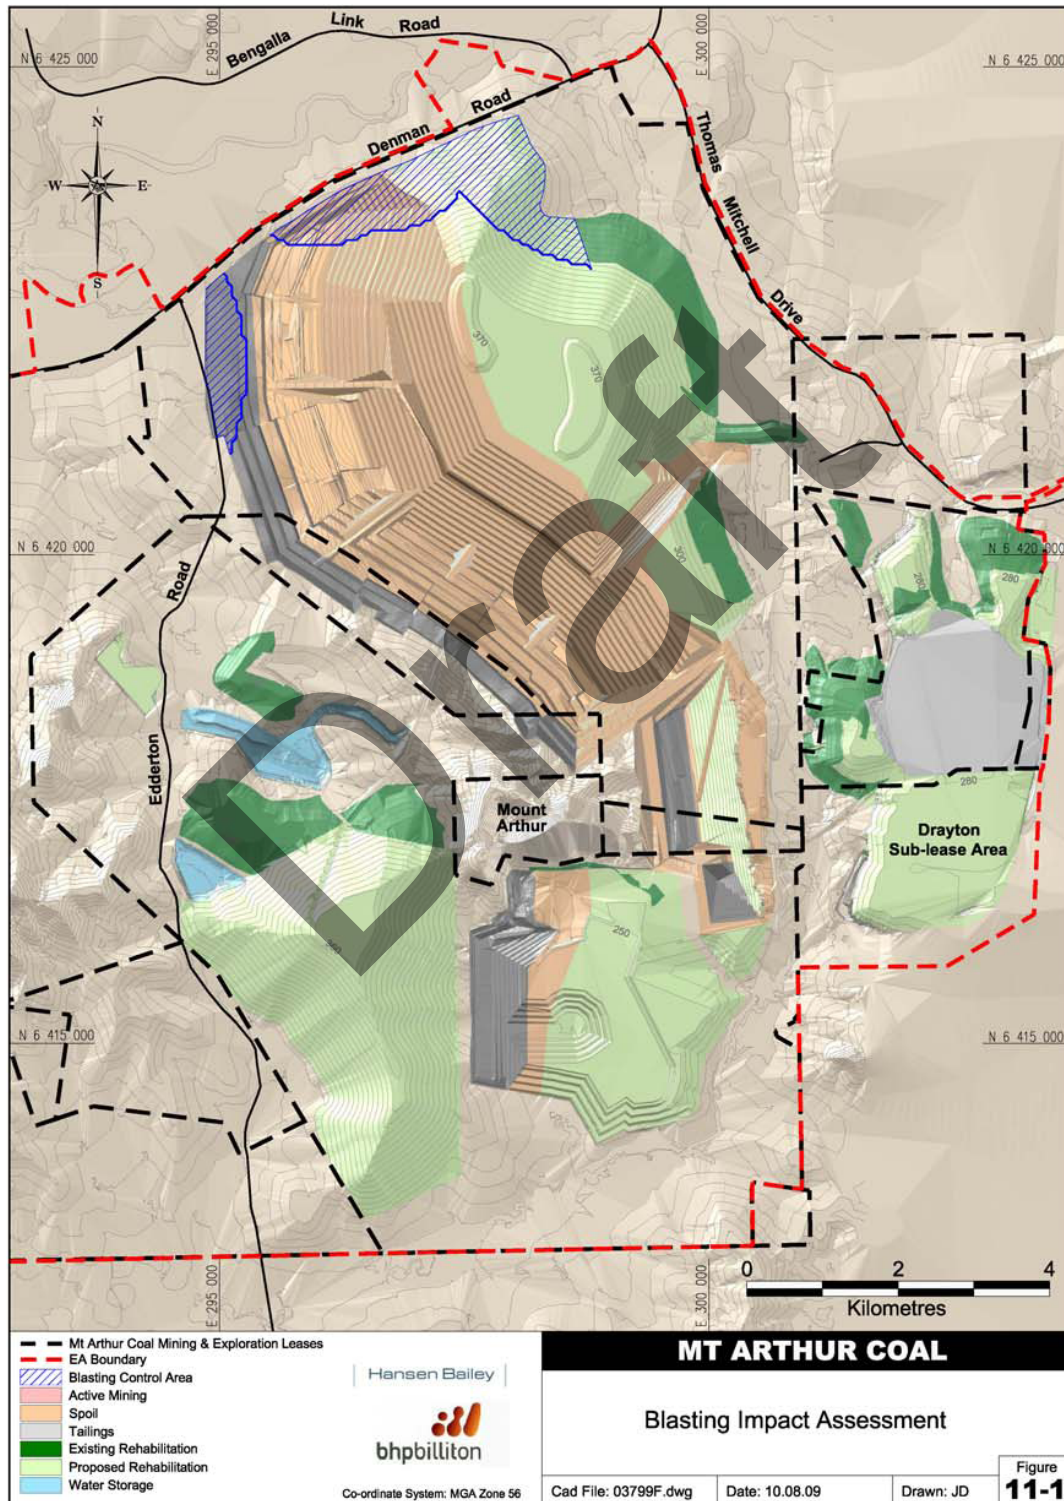 E 295 000
E 300 000
Bengalla Link Road
N 6 425 000
N 6 425 000
Denman Road
N
W
E
S
Thomas Mitchell Drive
370
370
N 6 420 000
N 6 420 000
300
280
280
Edderton Road
Draft
Mount
Arthur
280
Drayton
Sub-lease Area
250
360
N 6 415 000
N 6 415 000
E 295 000
E 300 000
0 2 4
Kilometres
Mt Arthur Coal Mining & Exploration Leases
EA Boundary
Blasting Control Area
Active Mining
Spoil
Tailings
Existing Rehabilitation
Proposed Rehabilitation
Water Storage
Hansen Bailey
bhpbilliton
Co-ordinate System: MGA Zone 56
MT ARTHUR COAL
Blasting Impact Assessment
Cad File: 03799F.dwg
Date: 10.08.09
Drawn: JD
Figure
11-1